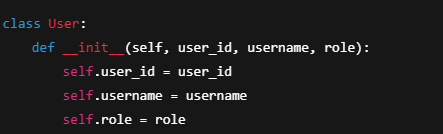 class User:
    def __init__(self, user_id, username, role):
        self.user_id = user_id
        self.username = username
        self.role = role